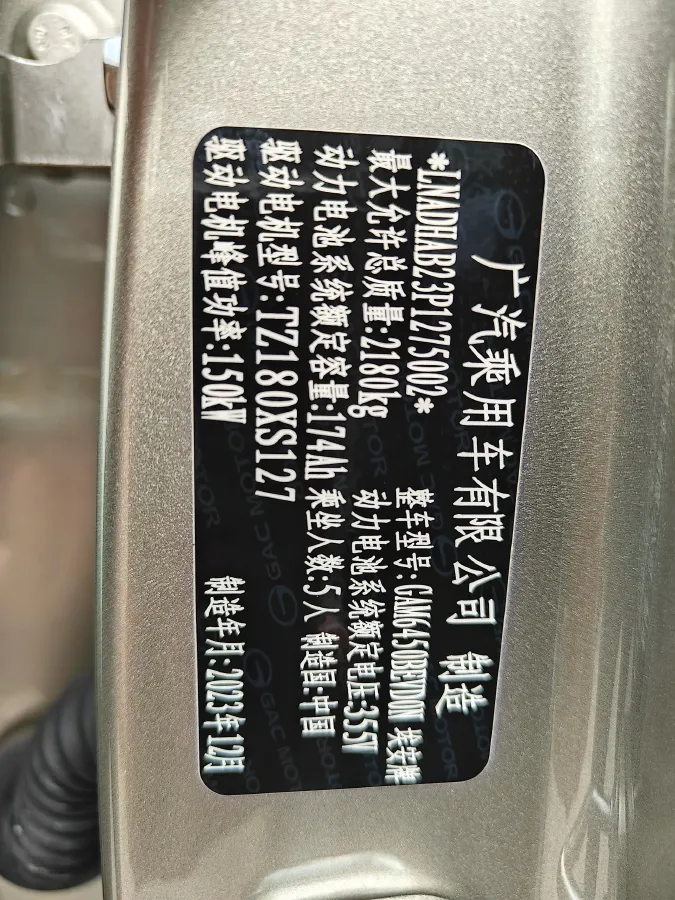 广汽乘用车有限公司 制造
*LNADHAB23P1275002* 整车型号:GAM6450BEVD0N 埃安牌
最大允许总质量:2180kg 动力电池系统额定电压:355V
动力电池系统额定容量:174Ah 乘坐人数:5人 制造国:中国
驱动电机型号:TZ180XS127
驱动电机峰值功率:150kW 制造年月:2023年12月